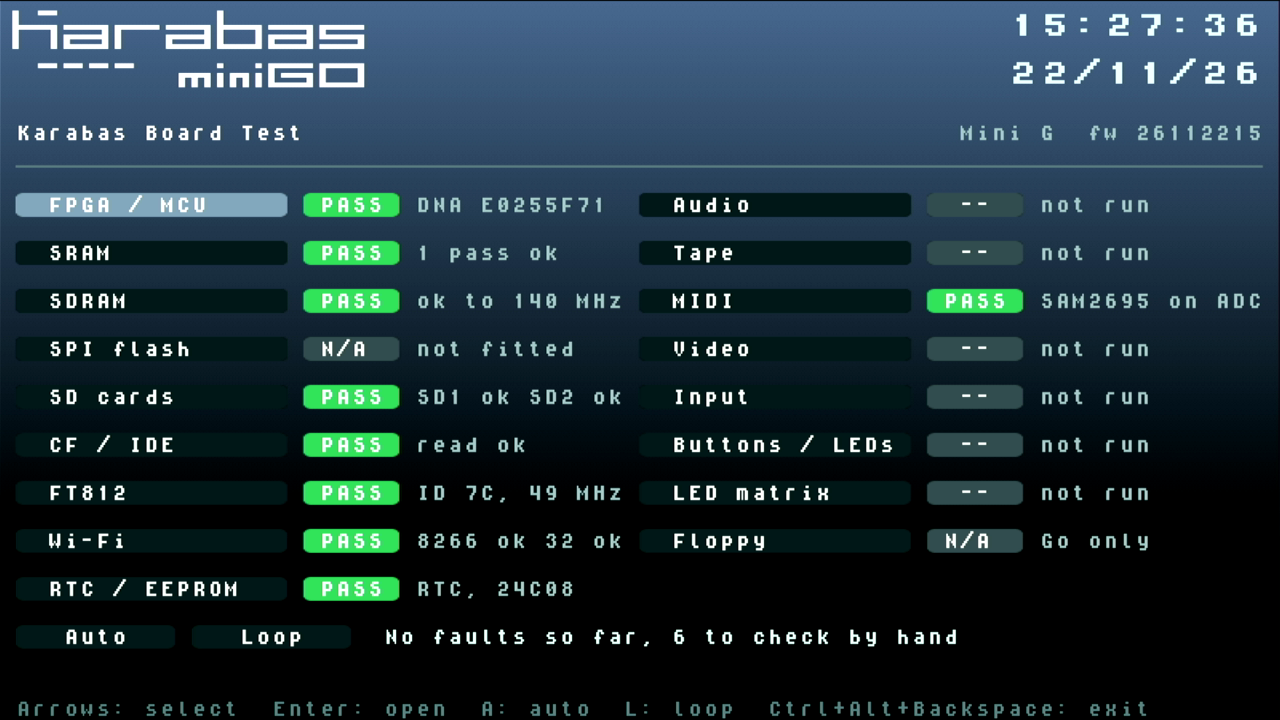 Karabas 15:27:36
miniGO 22/11/26
Karabas Board Test Mini G fw 26112215
FPGA / MCU PASS DNA E0255F71 Audio -- not run
SRAM PASS 1 pass ok Tape -- not run
SDRAM PASS ok to 140 MHz MIDI PASS SAM2695 on ADC
SPI flash N/A not fitted Video -- not run
SD cards PASS SD1 ok SD2 ok Input -- not run
CF / IDE PASS read ok Buttons / LEDs -- not run
FT812 PASS ID 7C, 49 MHz LED matrix -- not run
Wi-Fi PASS 8266 ok 32 ok Floppy N/A Go only
RTC / EEPROM PASS RTC, 24C08
Auto Loop No faults so far, 6 to check by hand
Arrows: select Enter: open A: auto L: loop Ctrl+Alt+Backspace: exit